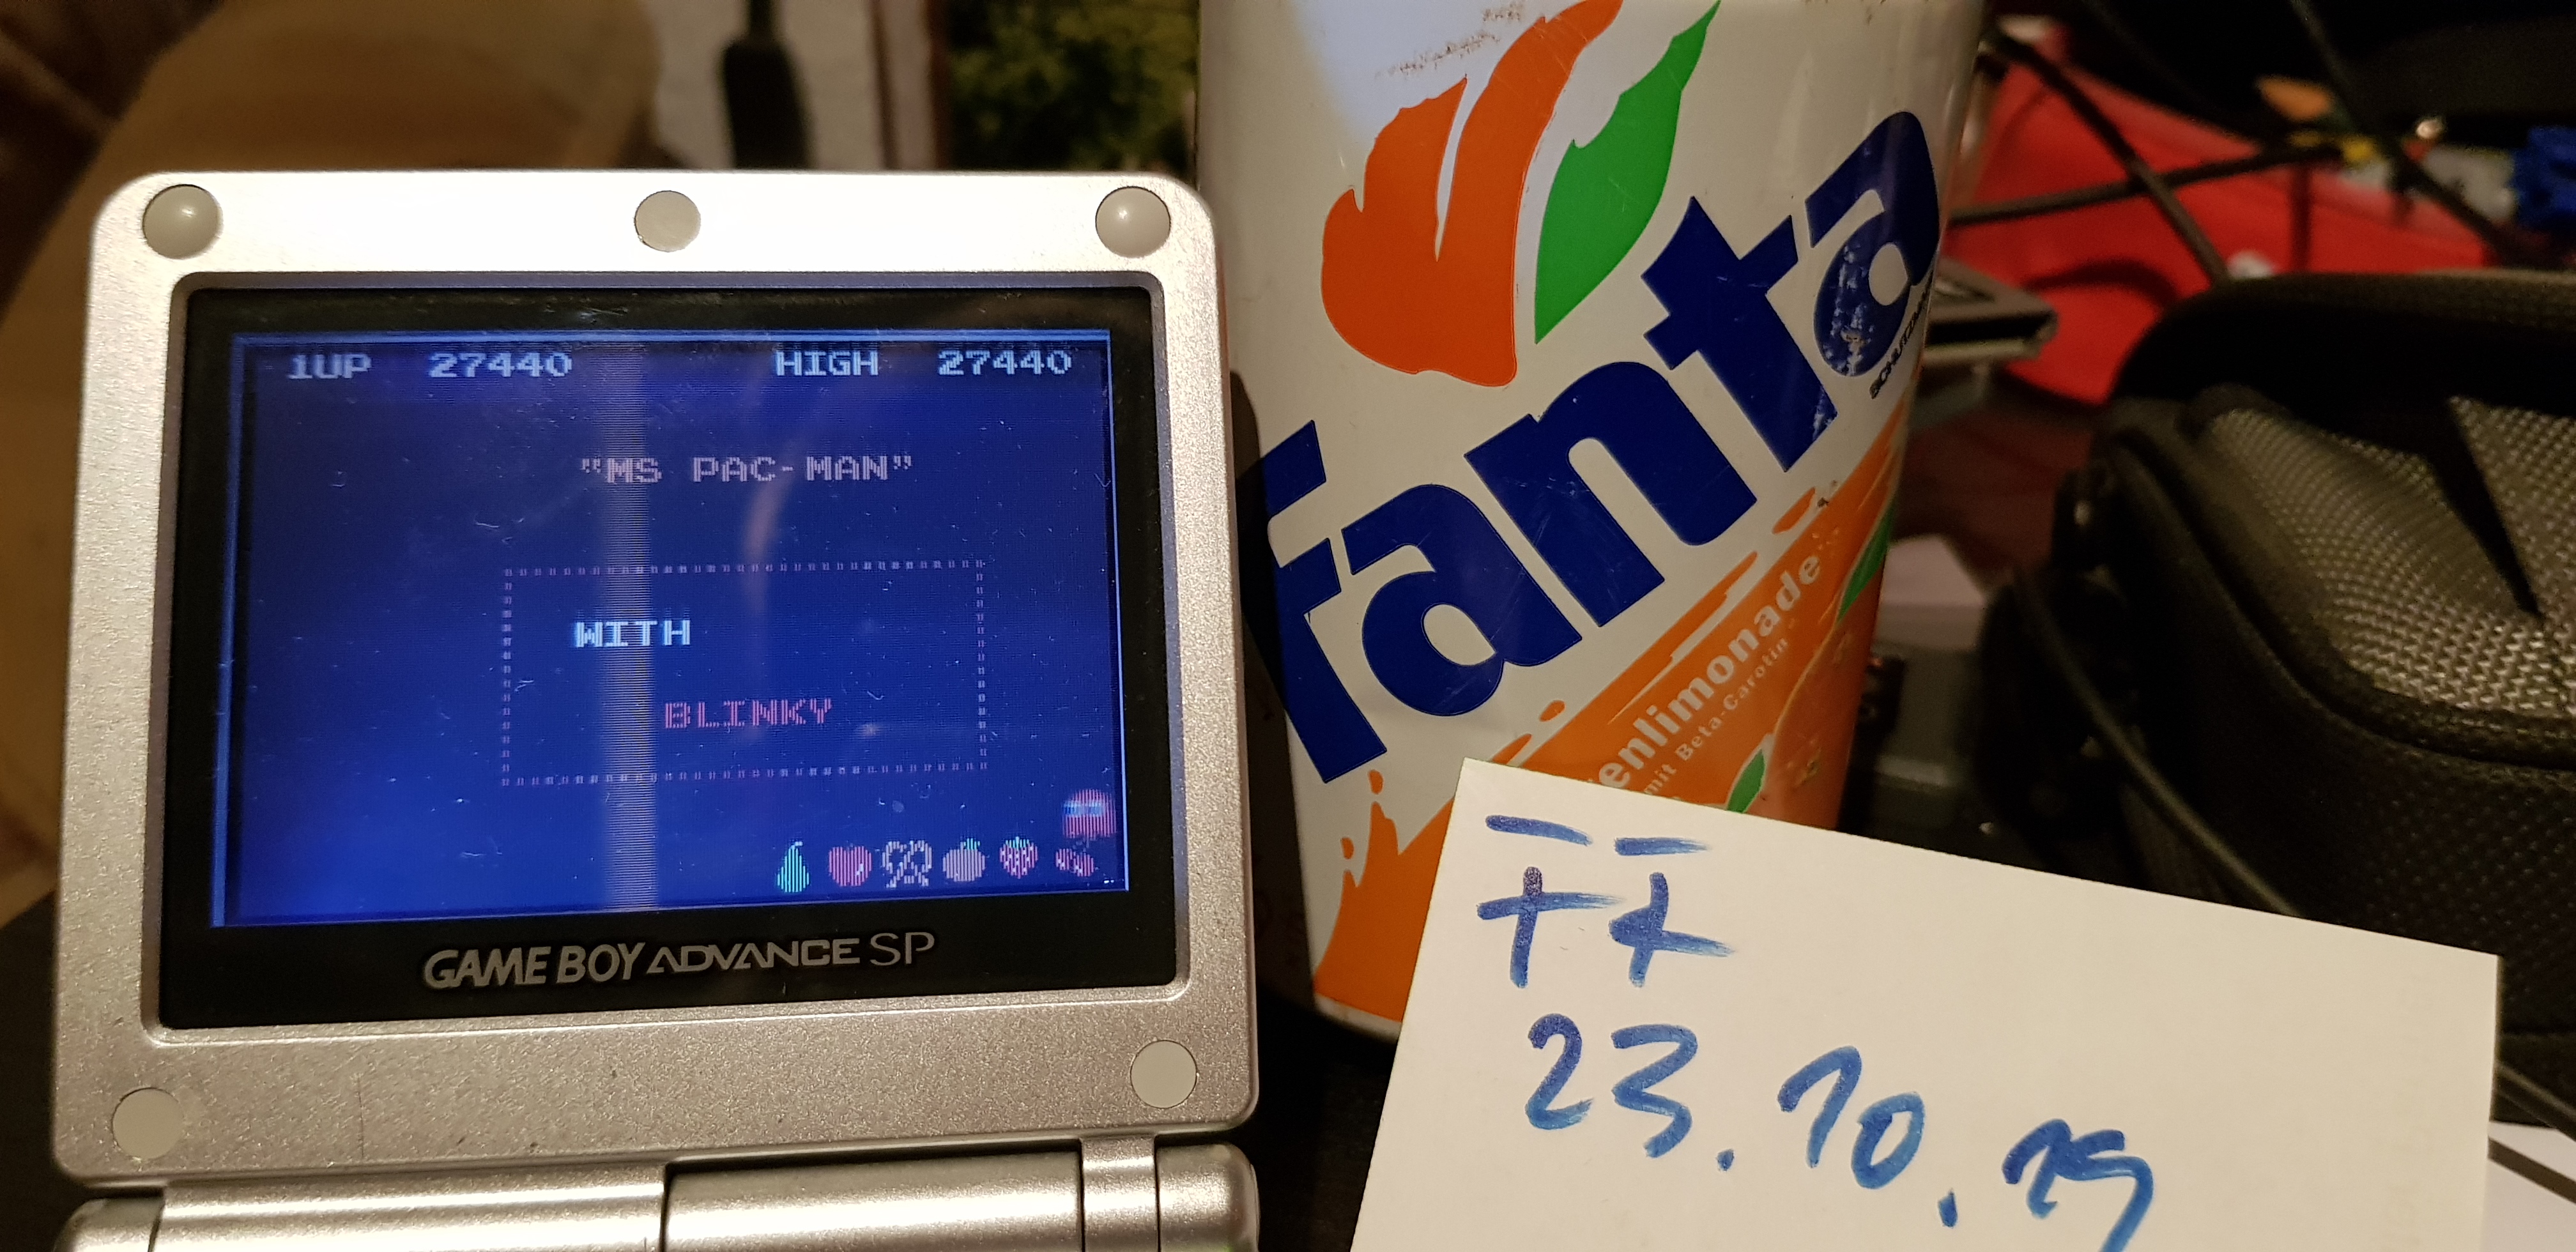 1UP 27440 HIGH 27440
"MS PAC-MAN"
WITH
BLINKY
GAME BOY ADVANCE SP
fanta
enlimonade
mit Beta-Carotin
23.10.19